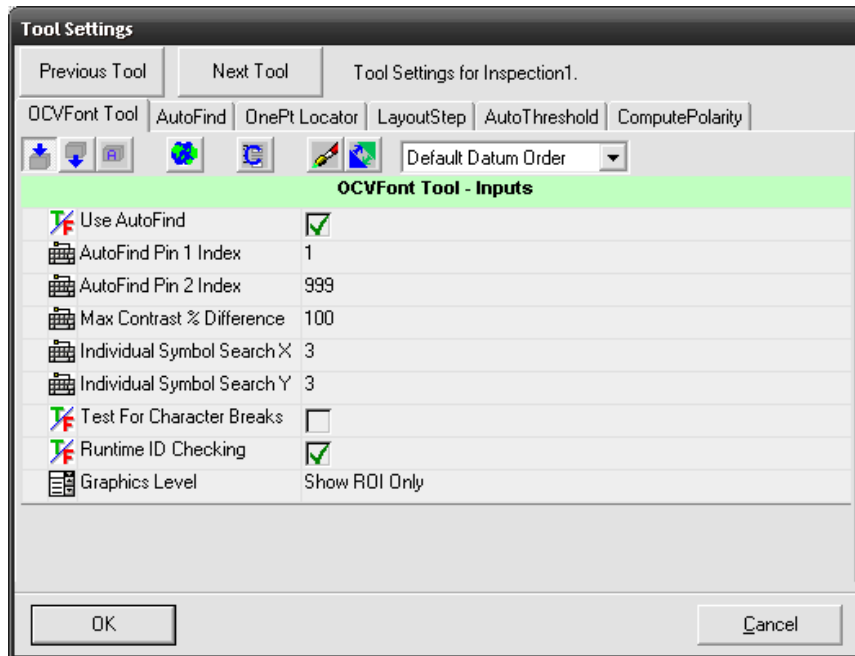 Tool Settings
Previous Tool Next Tool Tool Settings for Inspection1.
OCVFont Tool AutoFind OnePt Locator LayoutStep AutoThreshold ComputePolarity
A Default Datum Order
OCVFont Tool - Inputs
T/F Use AutoFind
AutoFind Pin 1 Index 1
AutoFind Pin 2 Index 999
Max Contrast % Difference 100
Individual Symbol Search X 3
Individual Symbol Search Y 3
T/F Test For Character Breaks
T/F Runtime ID Checking
Graphics Level Show ROI Only
OK Cancel